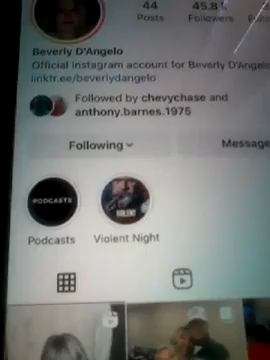 44
45.8
Posts
Followers
Beverly D'Angelo
Official Instagram account for Beverly D'Angelo
linktr.ee/beverlydangelo
Followed by chevychase and
anthony.barnes.1975
Following
Message
PODCASTS
VIOLENT
Podcasts
Violent Night